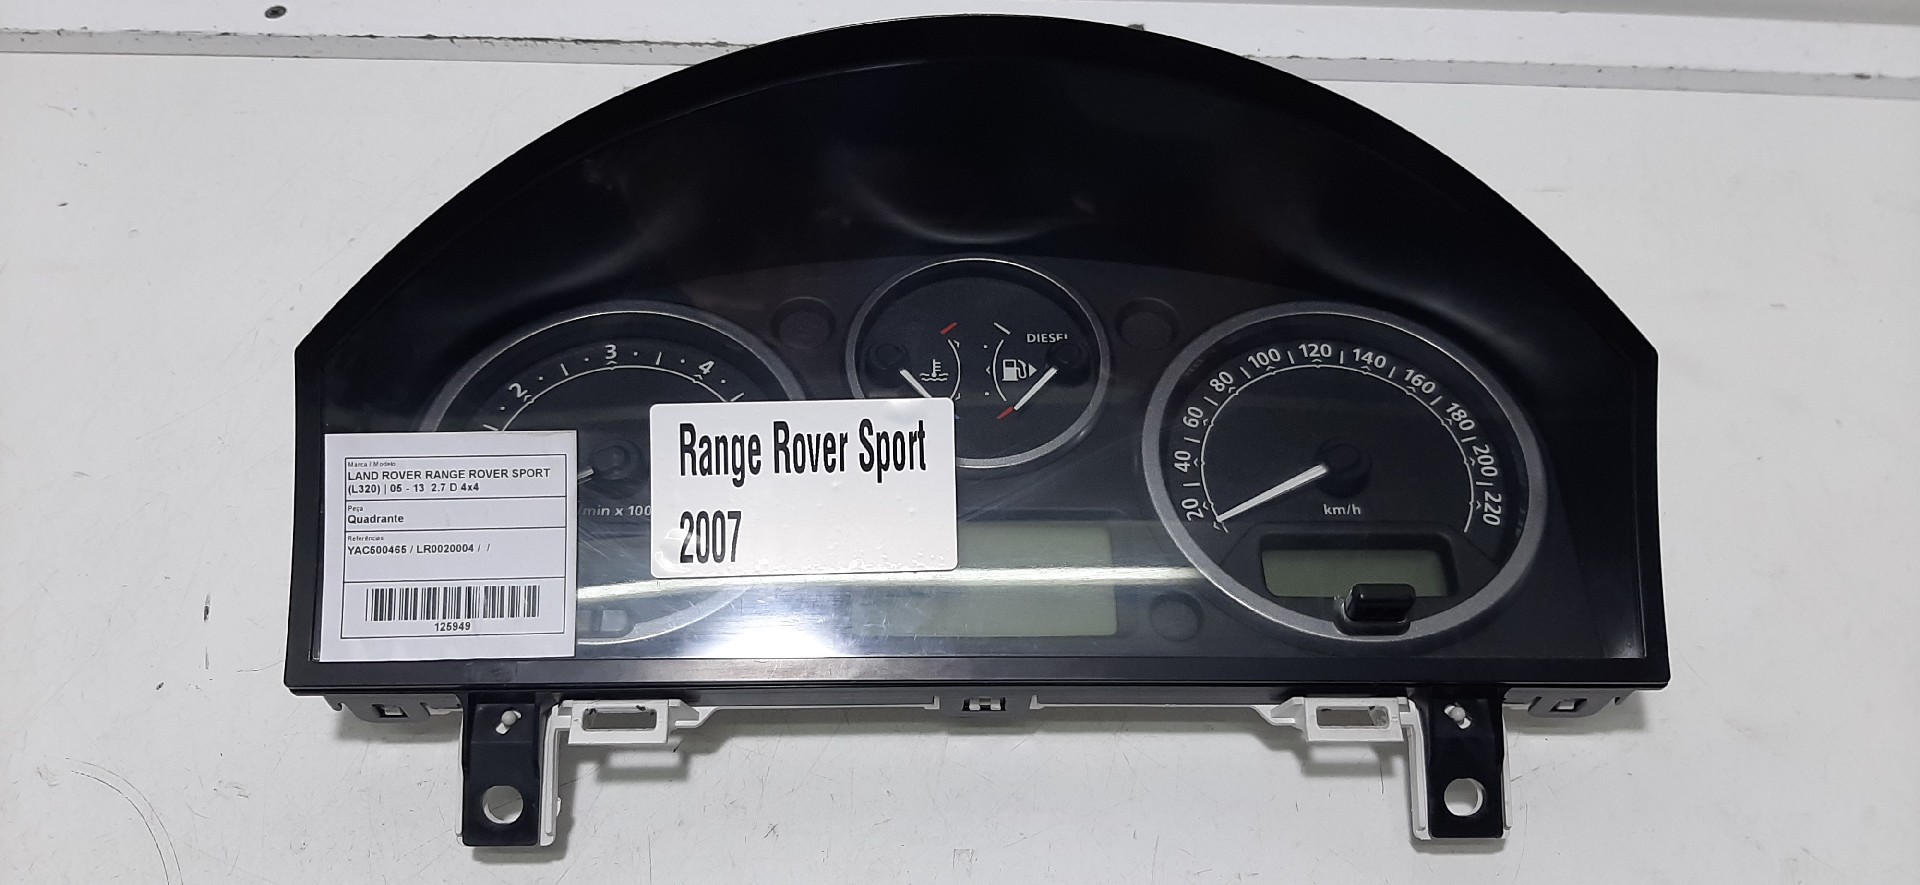 DIESEL
2
3
4
/min x 100
20
40
60
80
100
120
140
160
180
200
220
km/h
Range Rover Sport
2007
Marca / Modelo
LAND ROVER RANGE ROVER SPORT
(L320) | 05 - 13 2.7 D 4x4
Peça
Quadrante
Referências
YAC500465 / LR0020004 / /
125949